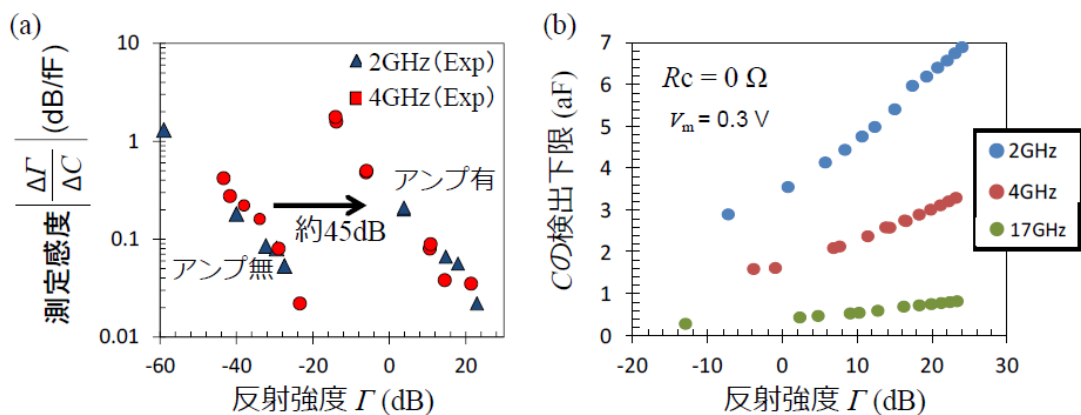 (a)
測定感度 |ΔΓ/ΔC| (dB/fF)
10
1
0.1
0.01
2GHz(Exp)
4GHz(Exp)
アンプ有
約45dB
アンプ無
-60 -40 -20 0 20
反射強度 Γ (dB)
(b)
Cの検出下限 (aF)
7
6
5
4
3
2
1
0
Rc = 0 Ω
vm = 0.3 V
2GHz
4GHz
17GHz
-20 -10 0 10 20 30
反射強度 Γ (dB)